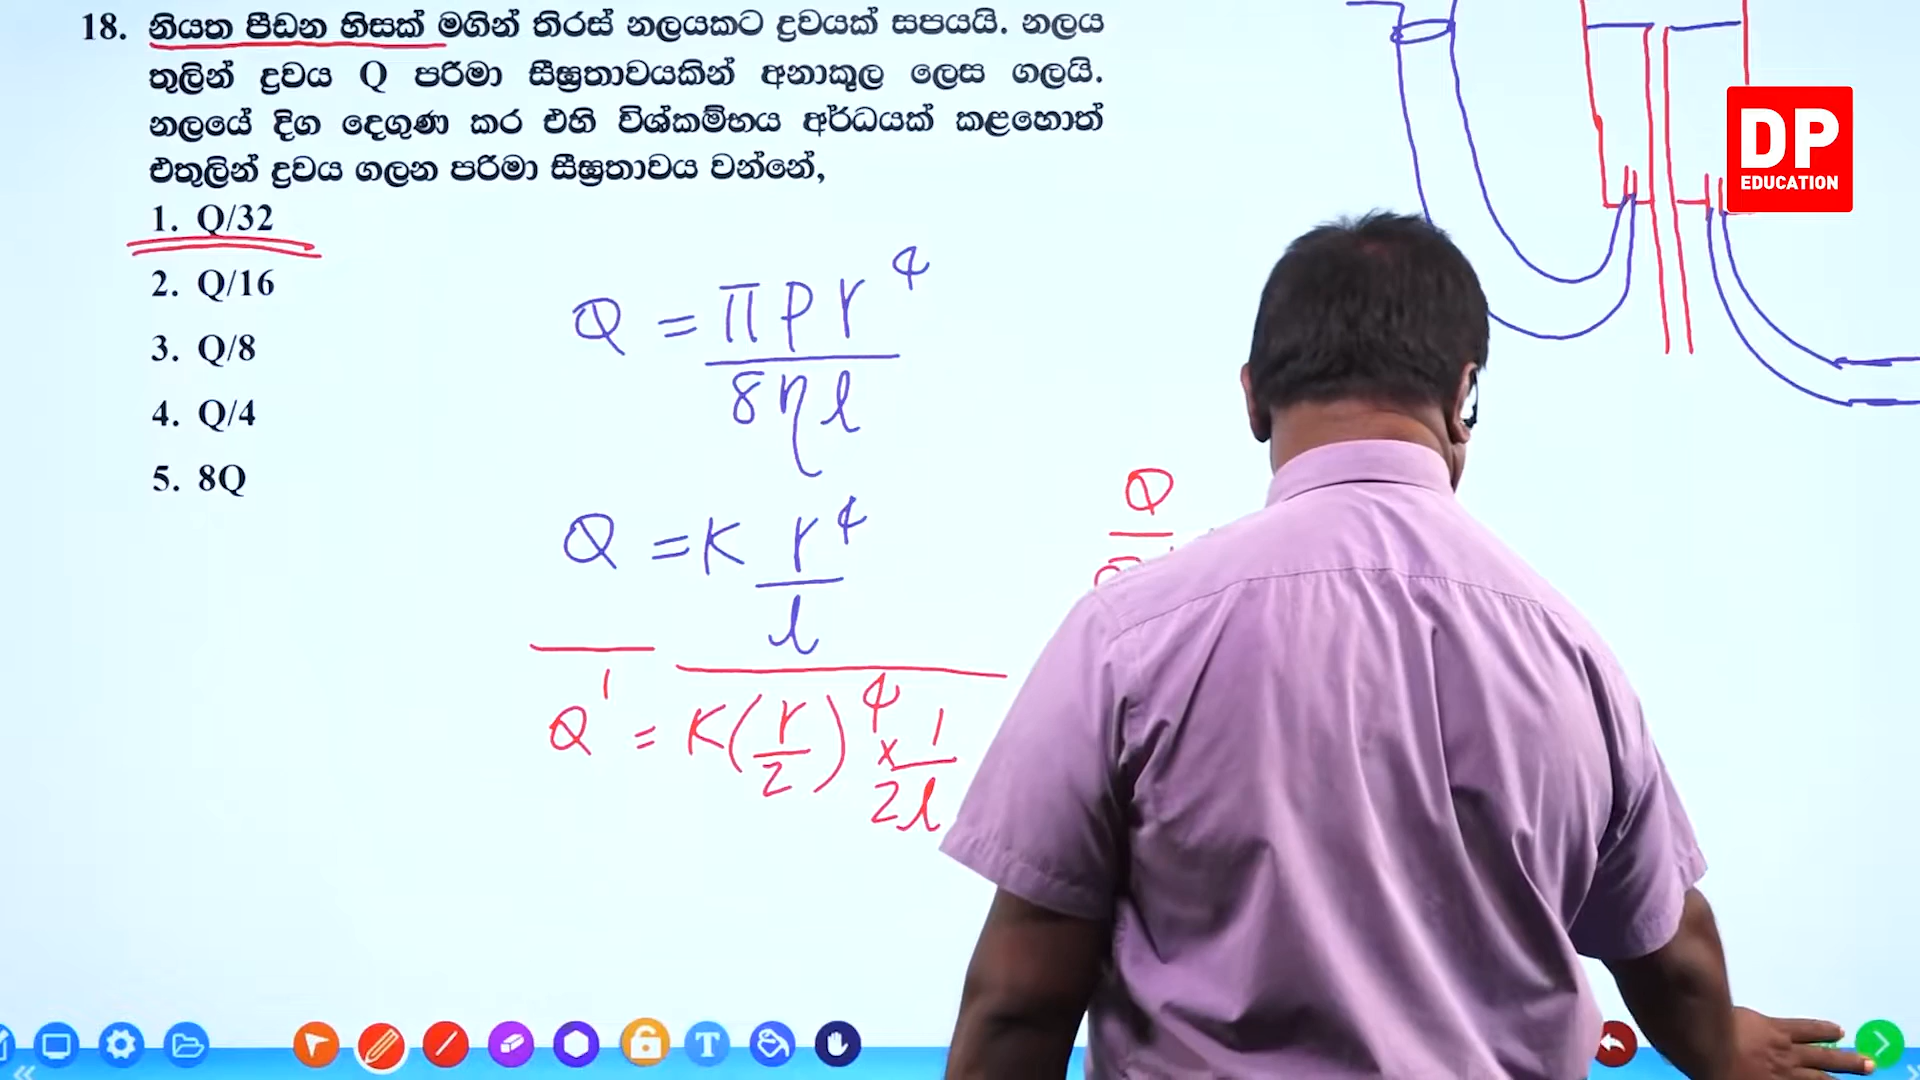 18. නියත පීඩන හිසක් මගින් තිරස් නලයකට ද්‍රවයක් සපයයි. නලය
තුලින් ද්‍රවය Q පරිමා සීඝ්‍රතාවයකින් අනාකූල ලෙස ගලයි.
නලයේ දිග දෙගුණ කර එහි විශ්කම්භය අර්ධයක් කළහොත්
එතුලින් ද්‍රවය ගලන පරිමා සීඝ්‍රතාවය වන්නේ,
1. Q/32
2. Q/16
3. Q/8
4. Q/4
5. 8Q
Q = πpr⁴
8ηl
Q = K r⁴
l
Q' = K(r/2)⁴ × 1/2l
Q
DP
EDUCATION
T